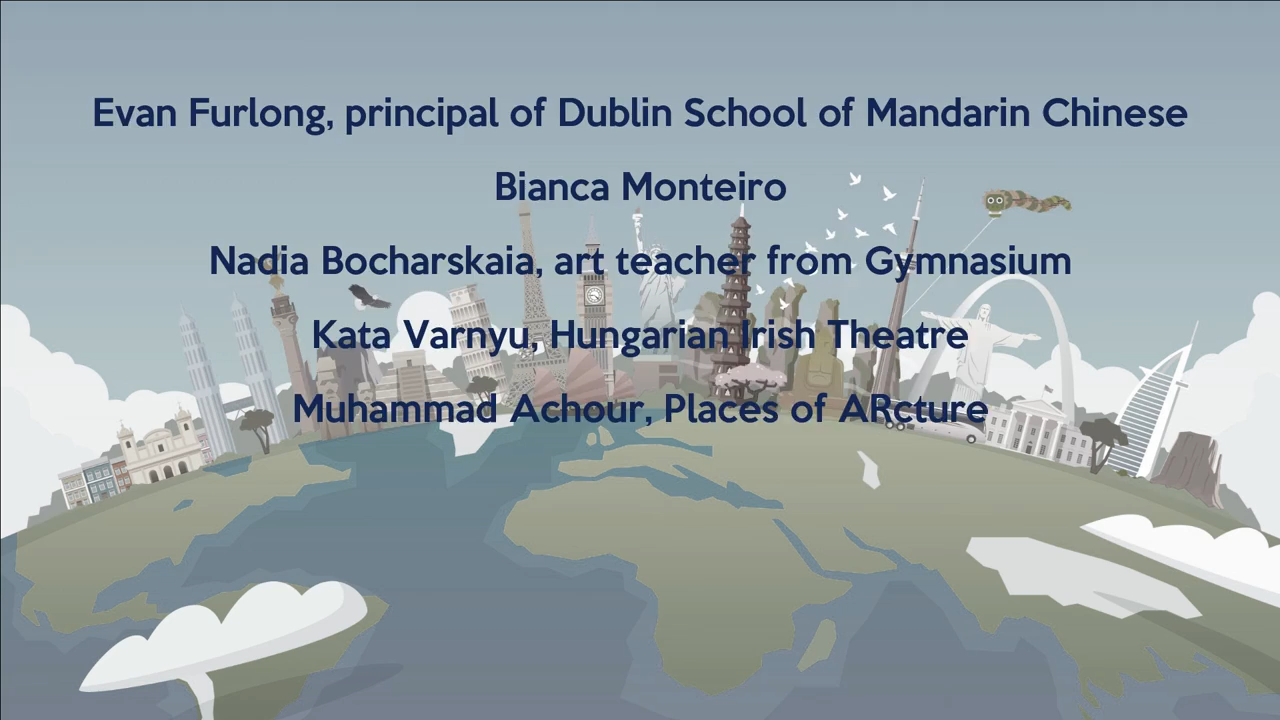 Evan Furlong, principal of Dublin School of Mandarin Chinese
Bianca Monteiro
Nadia Bocharskaia, art teacher from Gymnasium
Kata Varnyu, Hungarian Irish Theatre
Muhammad Achour, Places of ARcture